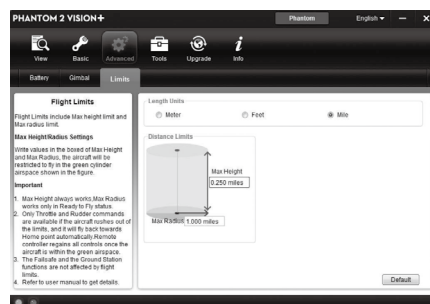 PHANTOM 2 VISION+
Phantom
English
View
Basic
Advanced
Tools
Upgrade
Info
Battery
Gimbal
Limits
Flight Limits
Flight Limits include Max height limit and
Max radius limit.
Max Height/Radius Settings
Write values in the boxed of Max Height
and Max Radius, the aircraft will be
restricted to fly in the green cylinder
airspace shown in the figure.
Important
1. Max Height always works,Max Radius
works only in Ready to Fly status.
2. Only Throttle and Rudder commands
are available if the aircraft rushes out of
the limits, and it will fly back towards
Home point automatically.Remote
controller regains all controls once the
aircraft is within the green airspace.
3. The Failsafe and the Ground Station
functions are not affected by flight
limits.
4. Refer to user manual to get details.
Length Units
Meter
Feet
Mile
Distance Limits
Max Height
0.250 miles
Max Radius 1.000 miles
Default